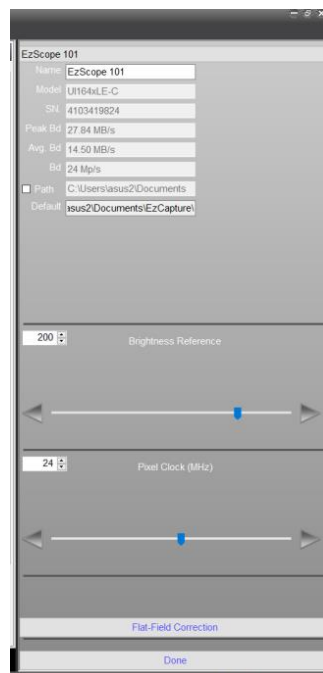 EzScope 101
Name EzScope 101
Model UI164xLE-C
SN. 4103419824
Peak Bd 27.84 MB/s
Avg. Bd 14.50 MB/s
Bd 24 Mp/s
Path C:\Users\asus2\Documents
Default asus2\Documents\EzCapture\
200 Brightness Reference
24 Pixel Clock (MHz)
Flat-Field Correction
Done